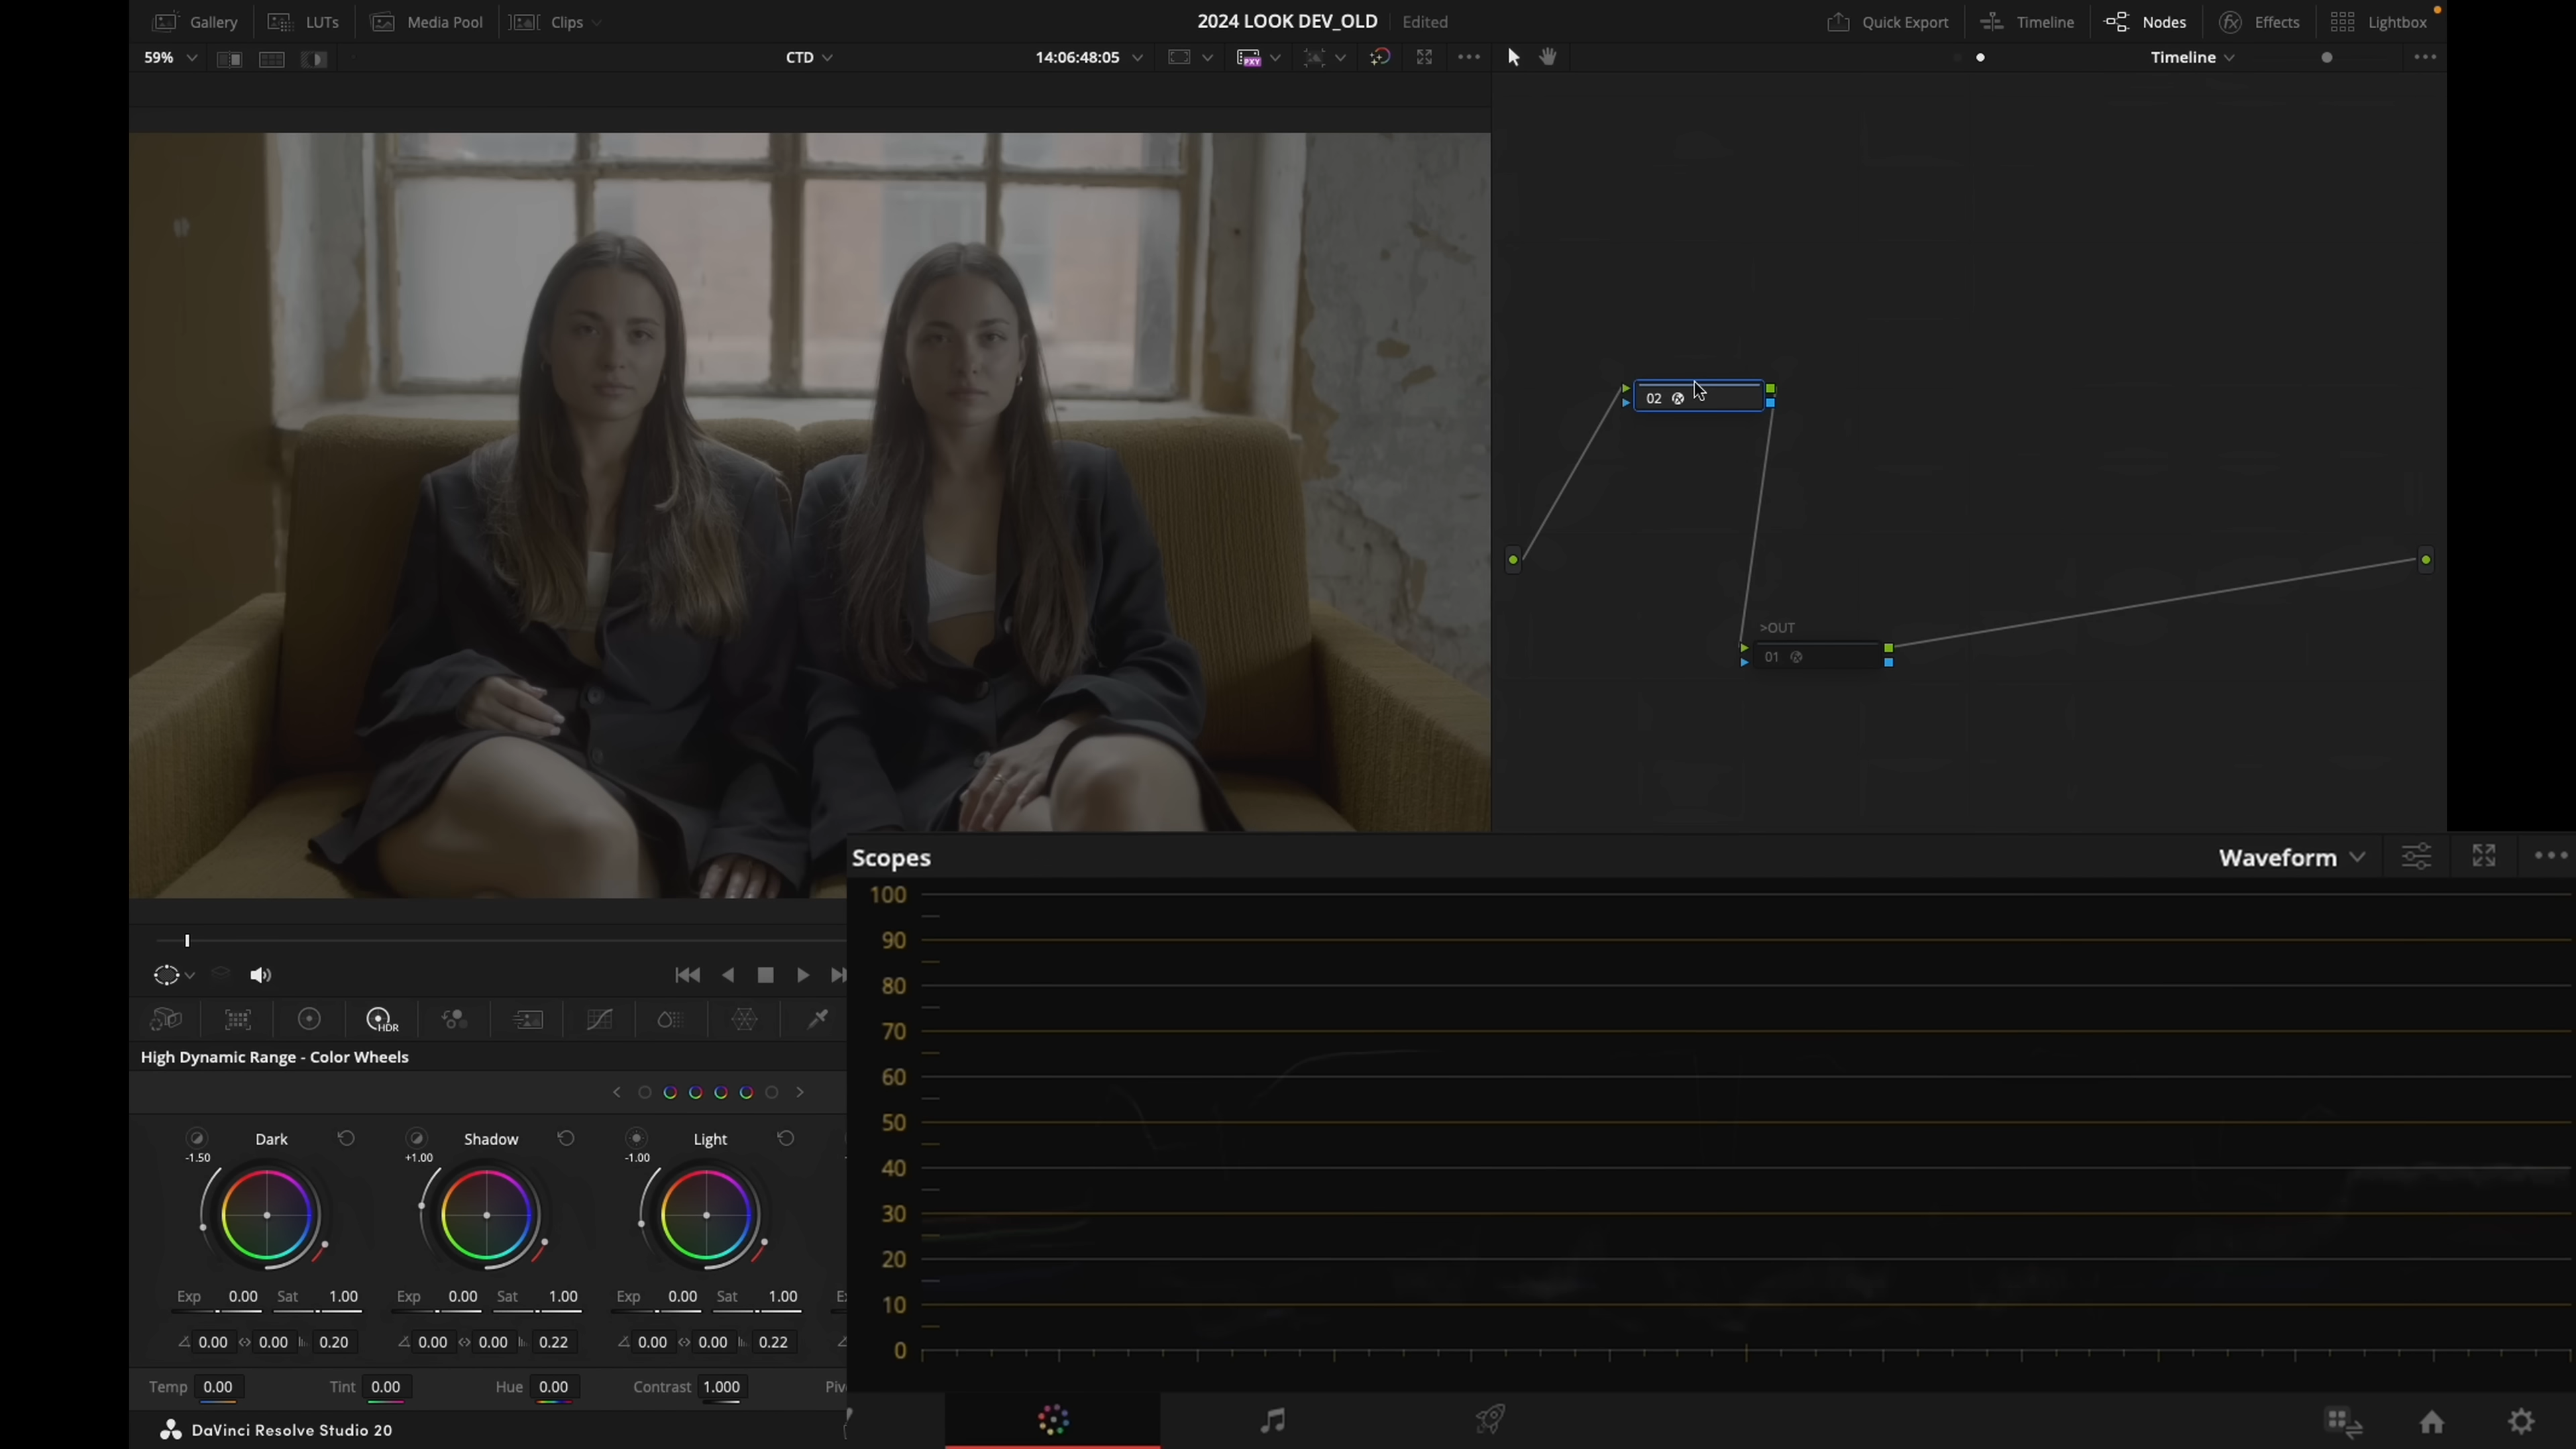 Gallery LUTs Media Pool Clips 2024 LOOK DEV_OLD Edited Quick Export Timeline Nodes Effects Lightbox
59% CTD 14:06:48:05 PXY Timeline
02
>OUT
01
Scopes Waveform
100
90
80
70
60
50
40
30
20
10
0
HDR
High Dynamic Range - Color Wheels
Dark Shadow Light
-1.50 +1.00 -1.00
Exp 0.00 Sat 1.00 Exp 0.00 Sat 1.00 Exp 0.00 Sat 1.00
0.00 0.00 0.20 0.00 0.00 0.22 0.00 0.00 0.22
Temp 0.00 Tint 0.00 Hue 0.00 Contrast 1.000
DaVinci Resolve Studio 20